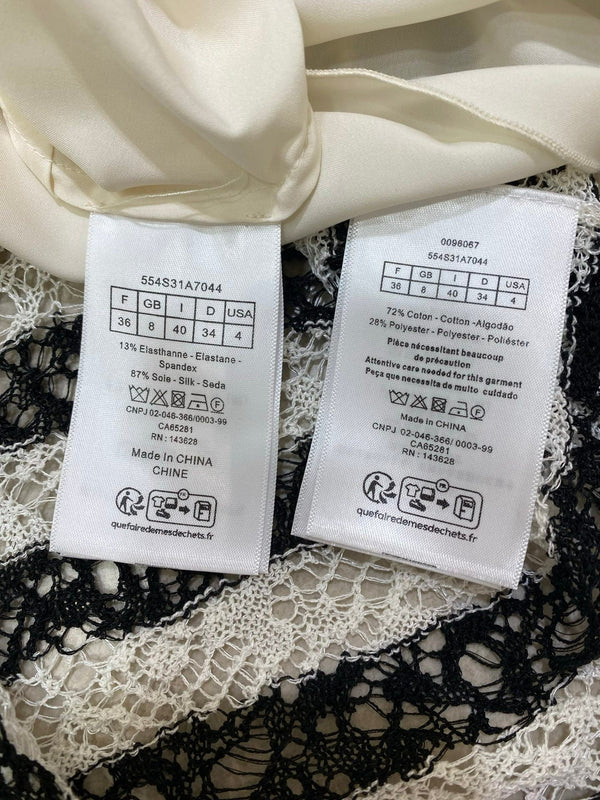 554S31A7044
F GB I D USA
36 8 40 34 4
13% Elasthanne - Elastane -
Spandex
87% Soie - Silk - Seda
CNPJ 02-046-366/0003-99
CA65281
RN : 143628
Made in CHINA
CHINE
quefairedemesdechets.fr
0098067
554S31A7044
F GB I D USA
36 8 40 34 4
72% Coton - Cotton -Algodão
28% Polyester - Polyester - Poliéster
Pièce nécessitant beaucoup
de précaution
Attentive care needed for this garment
Peça que necessita de muito cuidado
Made in CHINA
CNPJ 02-046-366/0003-99
CA65281
RN : 143628
FR
quefairedemesdechets.fr